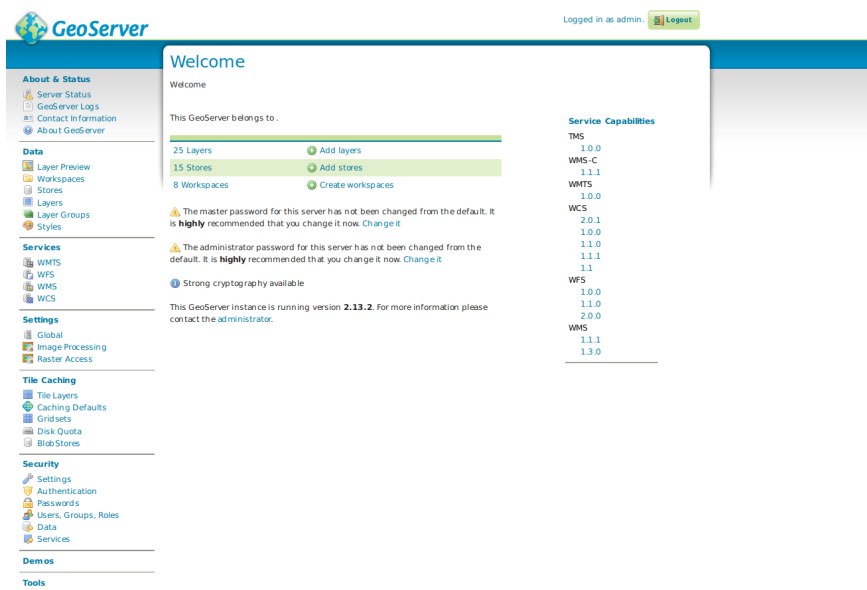 GeoServer
Logged in as admin.
Logout
About & Status
Server Status
GeoServer Logs
Contact Information
About GeoServer
Data
Layer Preview
Workspaces
Stores
Layers
Layer Groups
Styles
Services
WMTS
WFS
WMS
WCS
Settings
Global
Image Processing
Raster Access
Tile Caching
Tile Layers
Caching Defaults
Gridsets
Disk Quota
BlobStores
Security
Settings
Authentication
Passwords
Users, Groups, Roles
Data
Services
Demos
Tools
Welcome
Welcome
This GeoServer belongs to .
25 Layers Add layers
15 Stores Add stores
8 Workspaces Create workspaces
The master password for this server has not been changed from the default. It
is highly recommended that you change it now. Change it
The administrator password for this server has not been changed from the
default. It is highly recommended that you change it now. Change it
Strong cryptography available
This GeoServer instance is running version 2.13.2. For more information please
contact the administrator.
Service Capabilities
TMS
1.0.0
WMS-C
1.1.1
WMTS
1.0.0
WCS
2.0.1
1.0.0
1.1.0
1.1.1
1.1
WFS
1.0.0
1.1.0
2.0.0
WMS
1.1.1
1.3.0